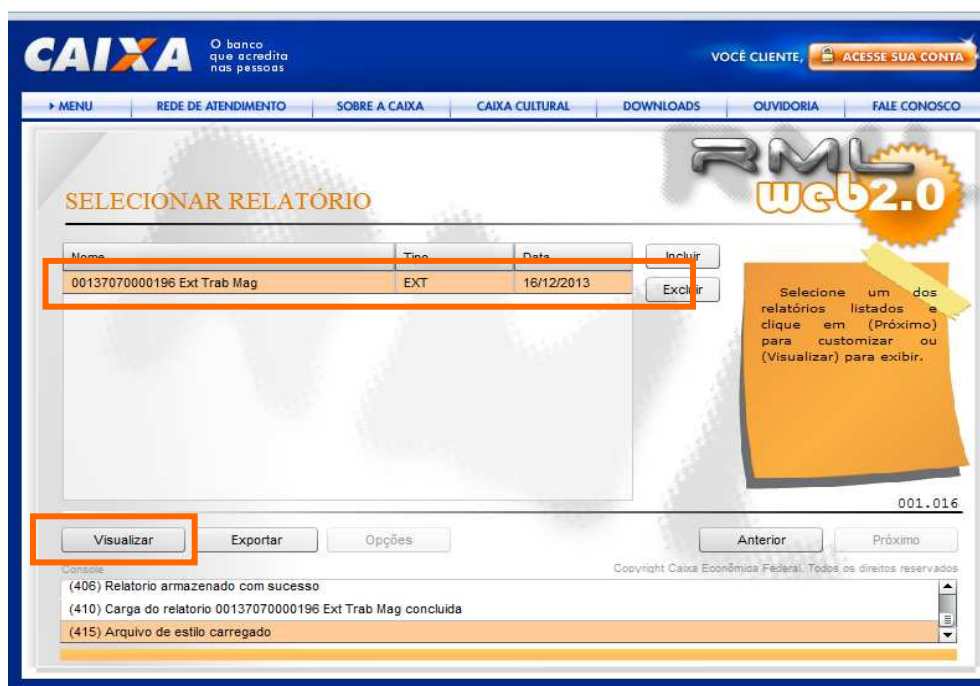 CAIXA
O banco
que acredita
nas pessoas
VOCÊ CLIENTE, ACESSE SUA CONTA
MENU REDE DE ATENDIMENTO SOBRE A CAIXA CAIXA CULTURAL DOWNLOADS OUVIDORIA FALE CONOSCO
RML
web2.0
SELECIONAR RELATÓRIO
Nome Tipo Data Incluir
00137070000196 Ext Trab Mag EXT 16/12/2013 Excluir
Selecione um dos
relatórios listados e
clique em (Próximo)
para customizar ou
(Visualizar) para exibir.
001.016
Visualizar Exportar Opções Anterior Próximo
Console Copyright Caixa Econômica Federal. Todos os direitos reservados
(406) Relatorio armazenado com sucesso
(410) Carga do relatorio 00137070000196 Ext Trab Mag concluida
(415) Arquivo de estilo carregado